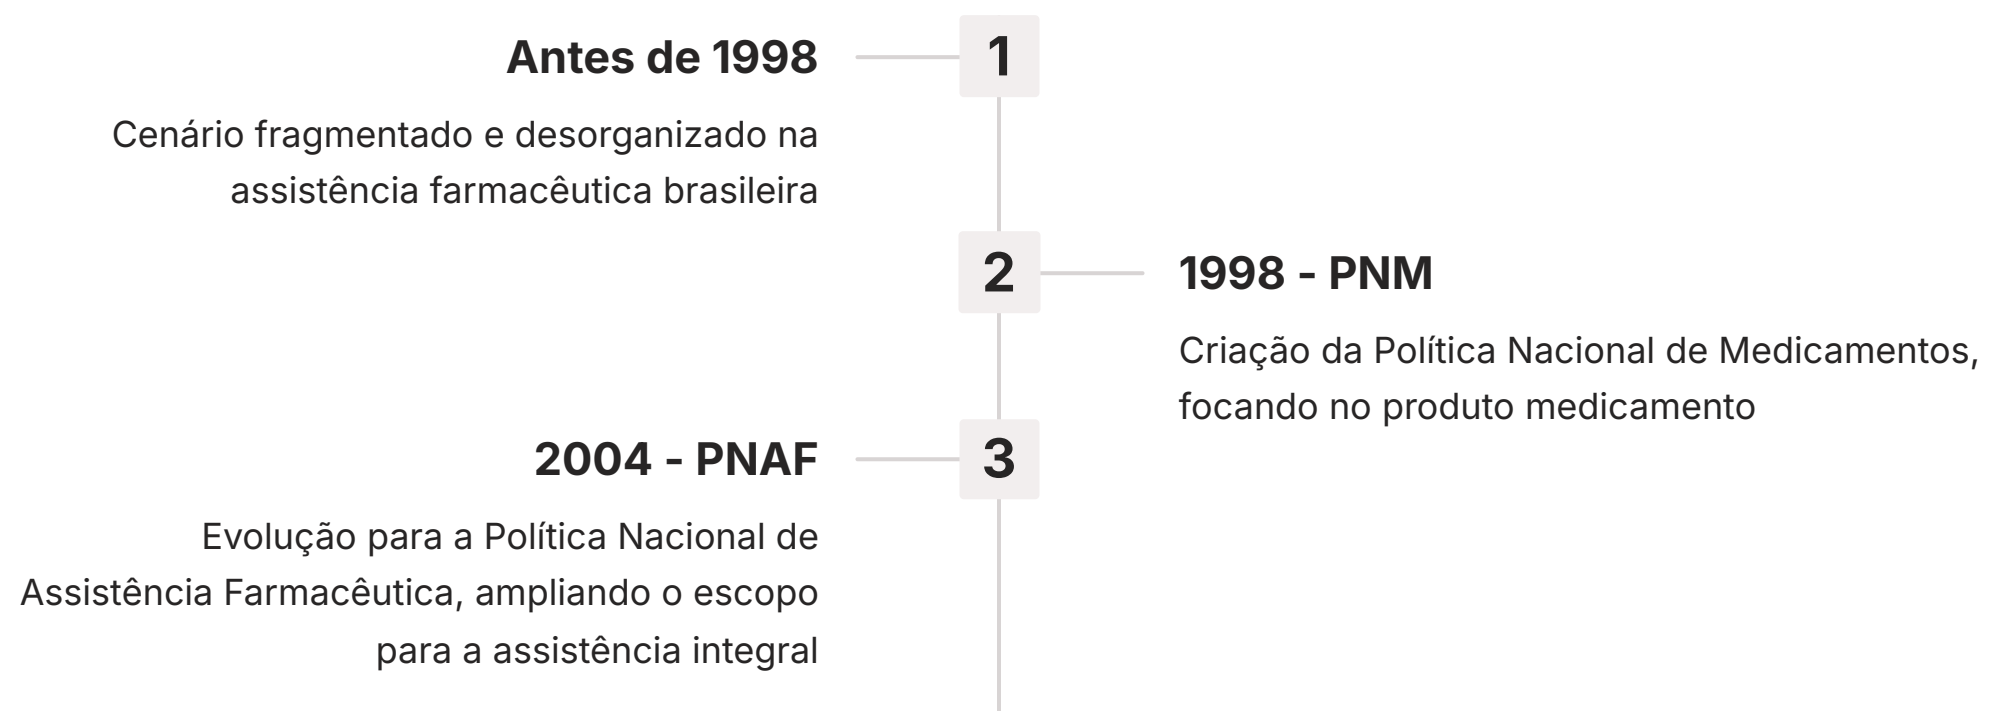 Antes de 1998
1
Cenário fragmentado e desorganizado na
assistência farmacêutica brasileira
2
1998 - PNM
Criação da Política Nacional de Medicamentos,
focando no produto medicamento
2004 - PNAF
3
Evolução para a Política Nacional de
Assistência Farmacêutica, ampliando o escopo
para a assistência integral